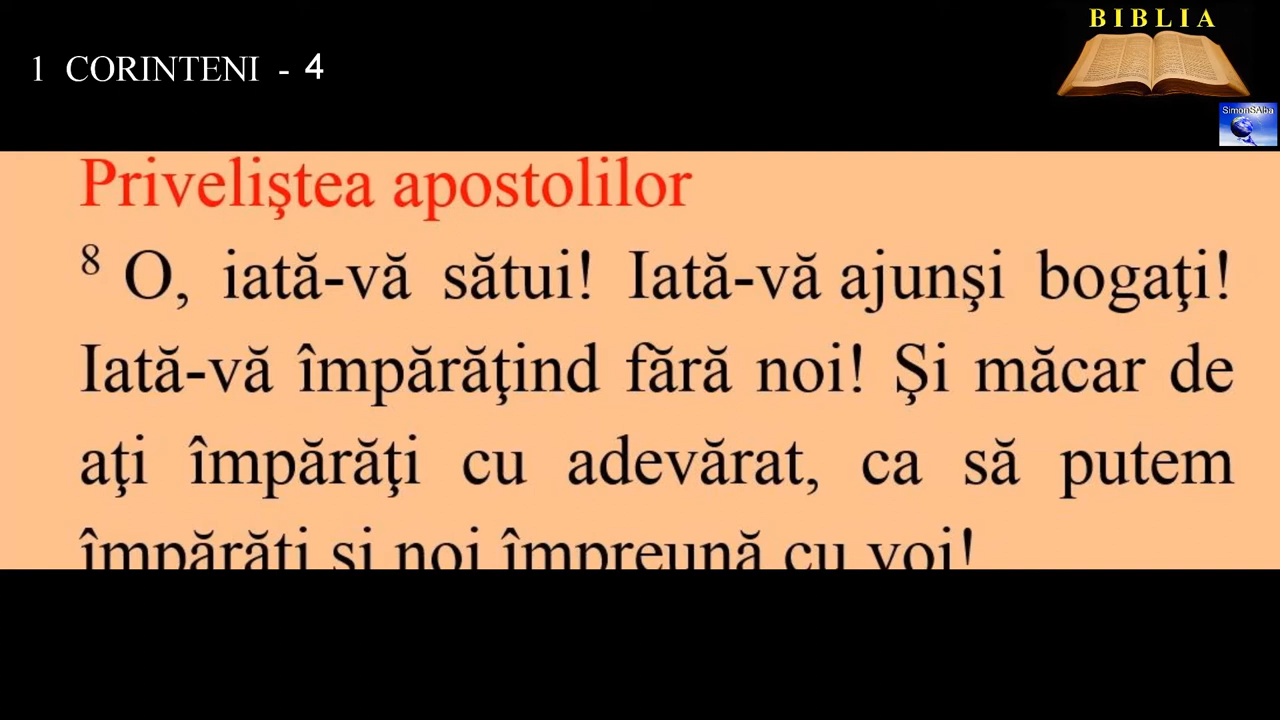 BIBLIA
1 CORINTENI - 4
SimonSAlba
Priveliştea apostolilor
8 O, iată-vă sătui! Iată-vă ajunşi bogaţi!
Iată-vă împărăţind fără noi! Şi măcar de
aţi împărăţi cu adevărat, ca să putem
împărăţi şi noi împreună cu voi!